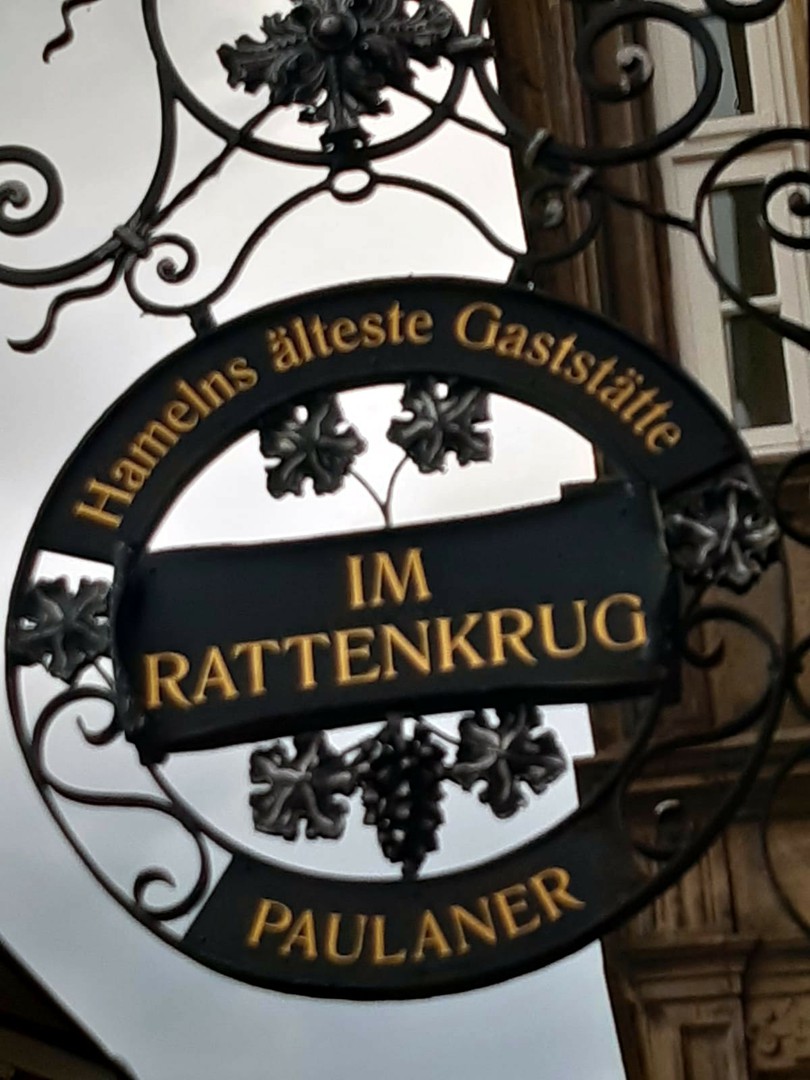 Hamelns älteste Gaststätte
IM
RATTENKRUG
PAULANER